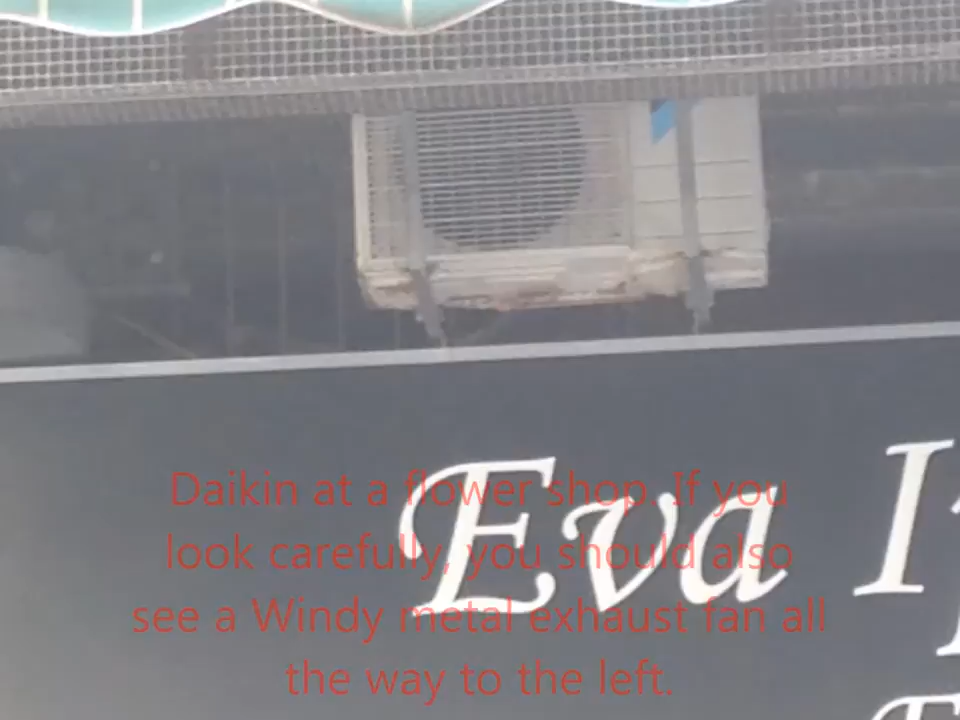 Eva I
Daikin at a flower shop. If you
look carefully, you should also
see a Windy metal exhaust fan all
the way to the left.